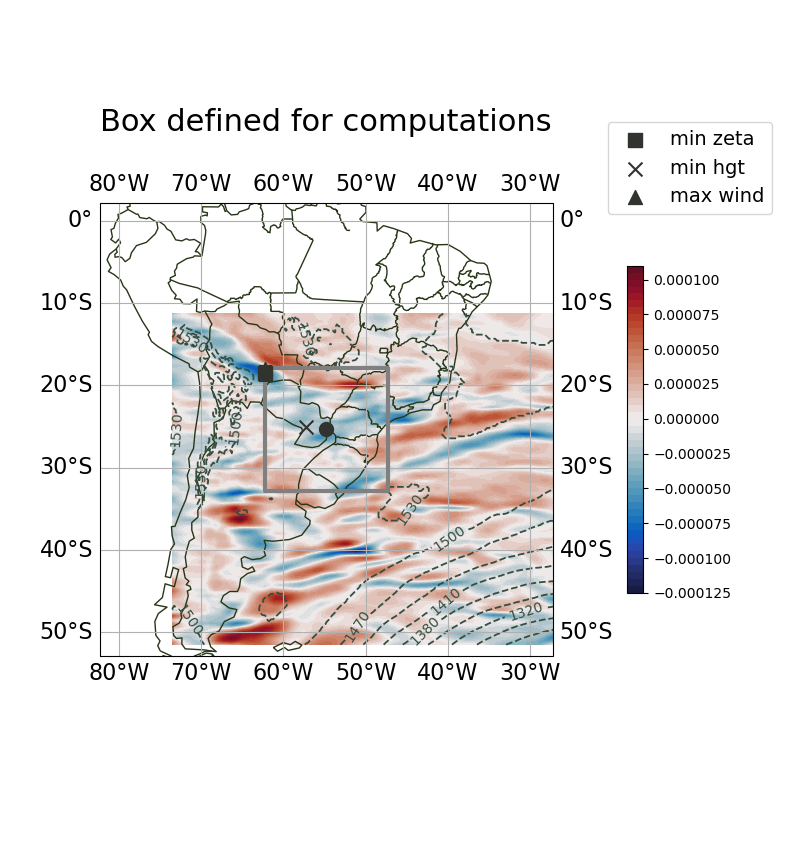 Box defined for computations
min zeta
min hgt
max wind
80°W 70°W 60°W 50°W 40°W 30°W
0° 0°
10°S 10°S
20°S 20°S
30°S 30°S
40°S 40°S
50°S 50°S
80°W 70°W 60°W 50°W 40°W 30°W
0.000100
0.000075
0.000050
0.000025
0.000000
−0.000025
−0.000050
−0.000075
−0.000100
−0.000125
1530
1530
1530
1500
1530
1530
1500
1470
1410
1380
1320